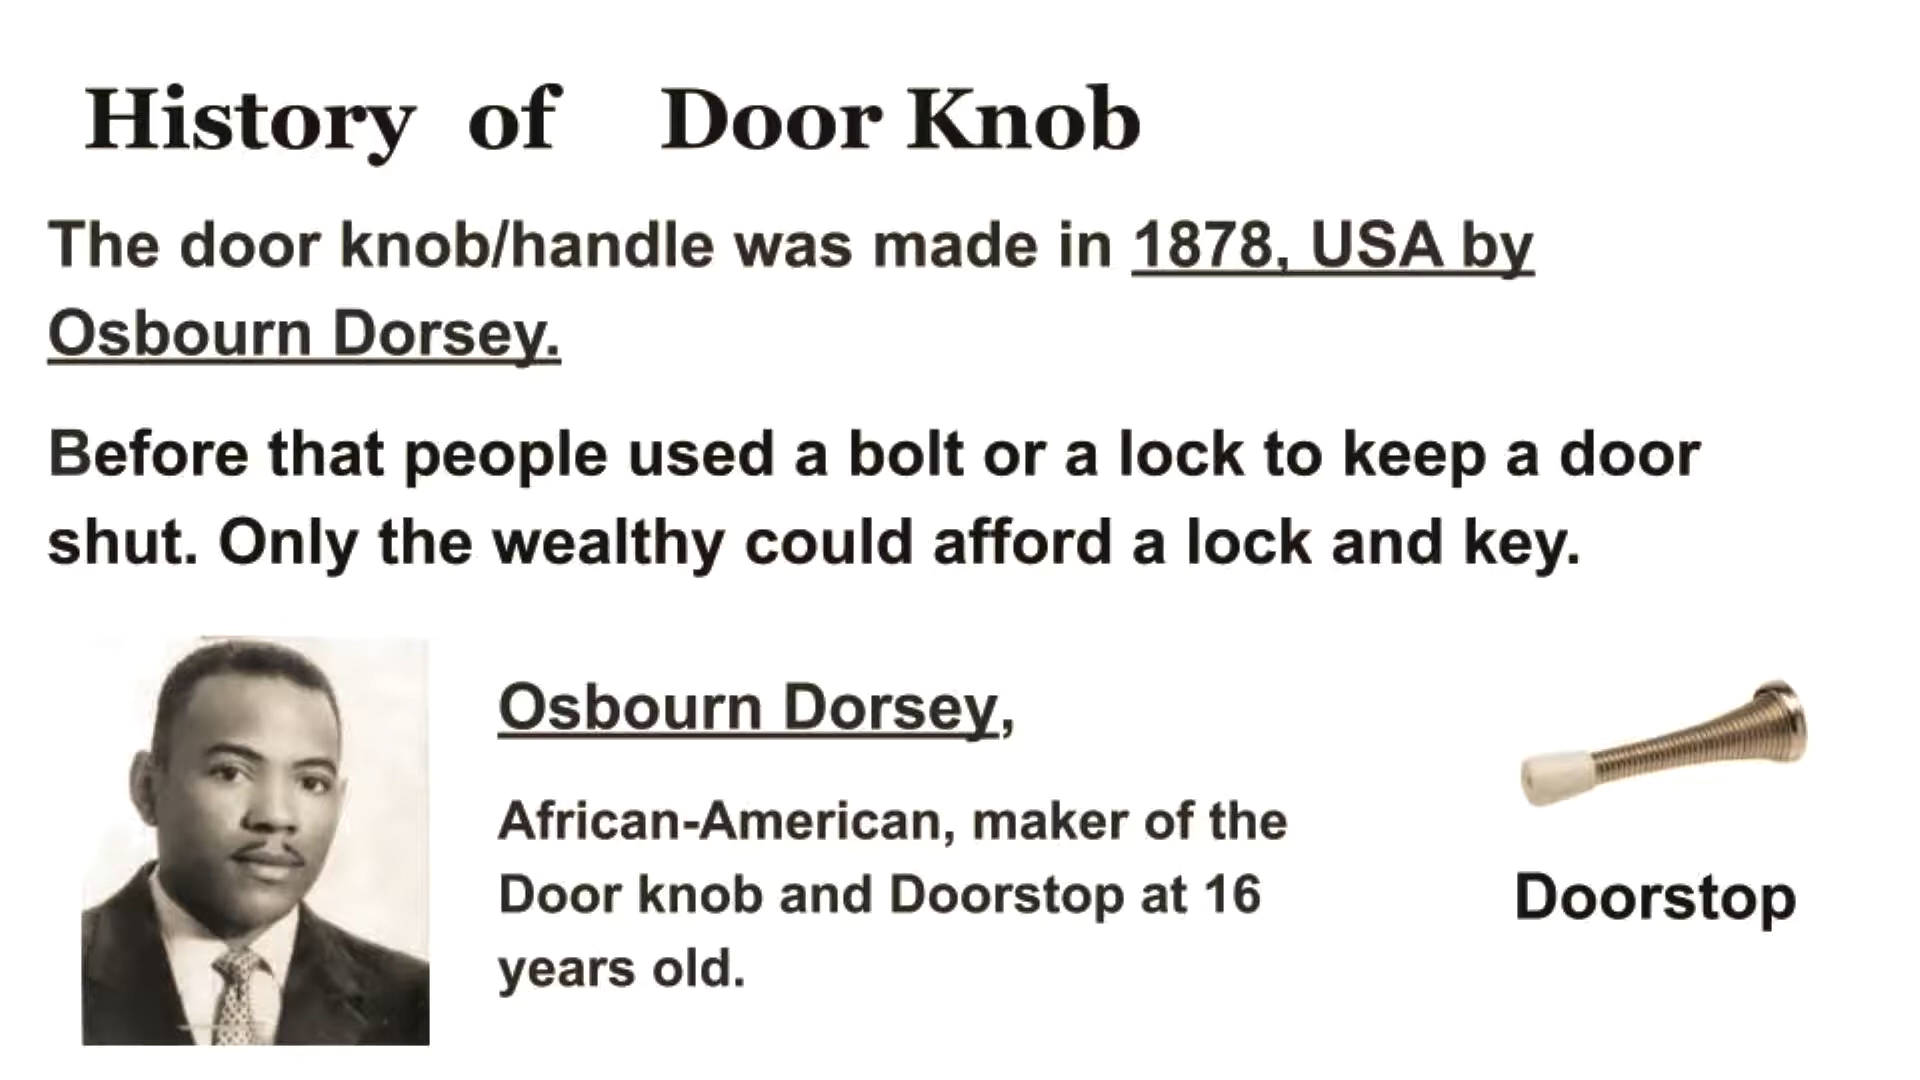 History of Door Knob
The door knob/handle was made in 1878, USA by
Osbourn Dorsey.
Before that people used a bolt or a lock to keep a door
shut. Only the wealthy could afford a lock and key.
Osbourn Dorsey,
African-American, maker of the
Door knob and Doorstop at 16
years old.
Doorstop